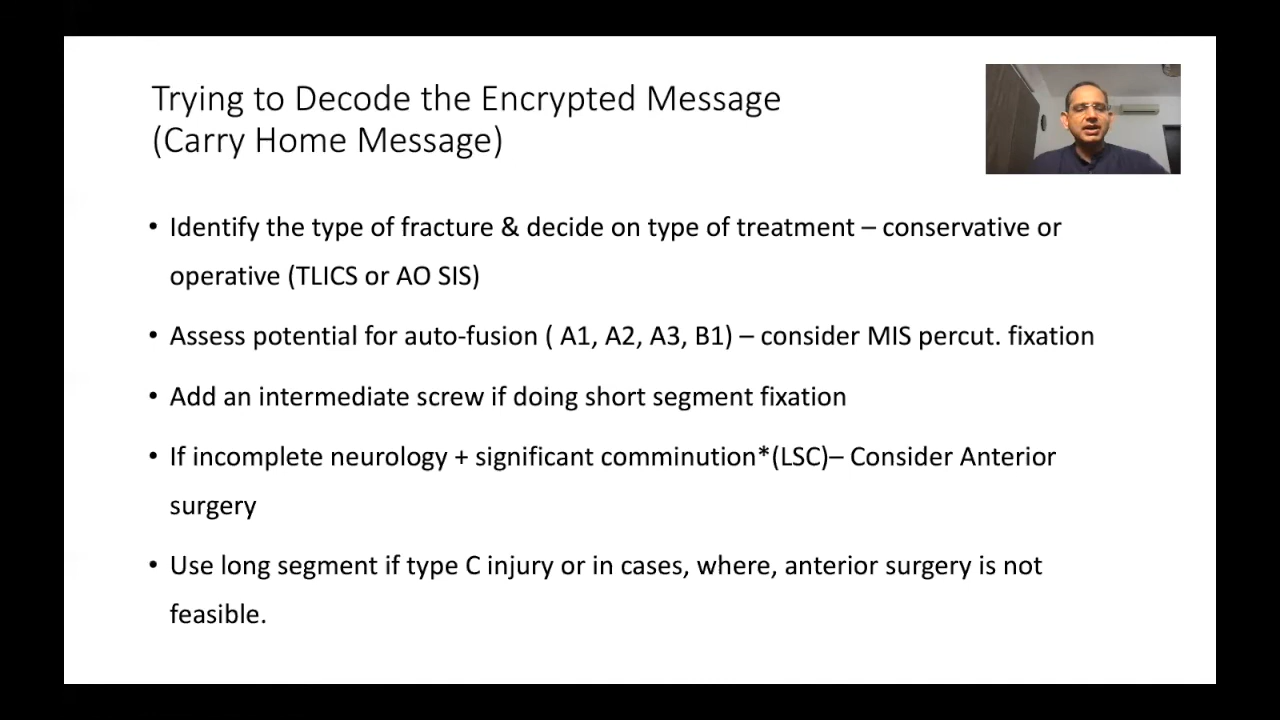 Trying to Decode the Encrypted Message
(Carry Home Message)
• Identify the type of fracture & decide on type of treatment – conservative or
operative (TLICS or AO SIS)
• Assess potential for auto-fusion ( A1, A2, A3, B1) – consider MIS percut. fixation
• Add an intermediate screw if doing short segment fixation
• If incomplete neurology + significant comminution*(LSC)– Consider Anterior
surgery
• Use long segment if type C injury or in cases, where, anterior surgery is not
feasible.